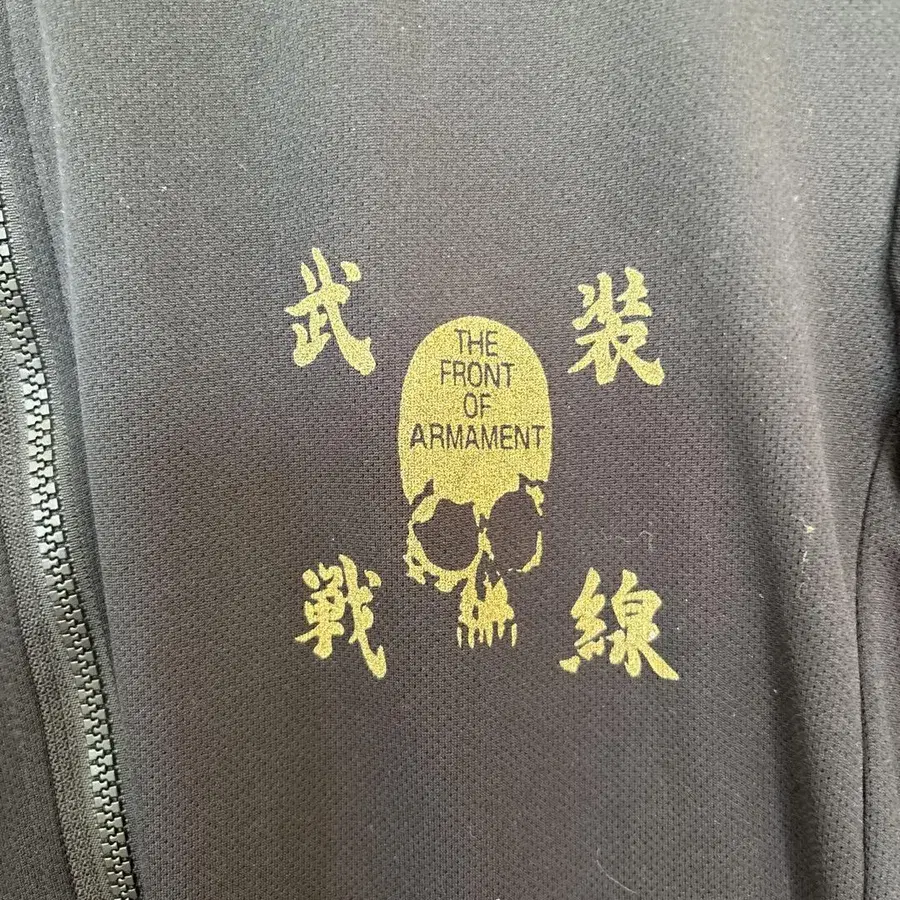 武装
THE
FRONT
OF
ARMAMENT
戦線